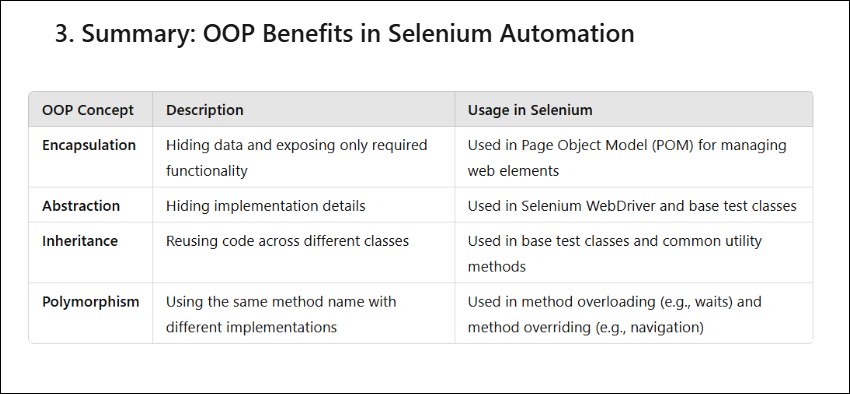 3. Summary: OOP Benefits in Selenium Automation
OOP Concept Description Usage in Selenium
Encapsulation Hiding data and exposing only required Used in Page Object Model (POM) for managing
functionality web elements
Abstraction Hiding implementation details Used in Selenium WebDriver and base test classes
Inheritance Reusing code across different classes Used in base test classes and common utility
methods
Polymorphism Using the same method name with Used in method overloading (e.g., waits) and
different implementations method overriding (e.g., navigation)